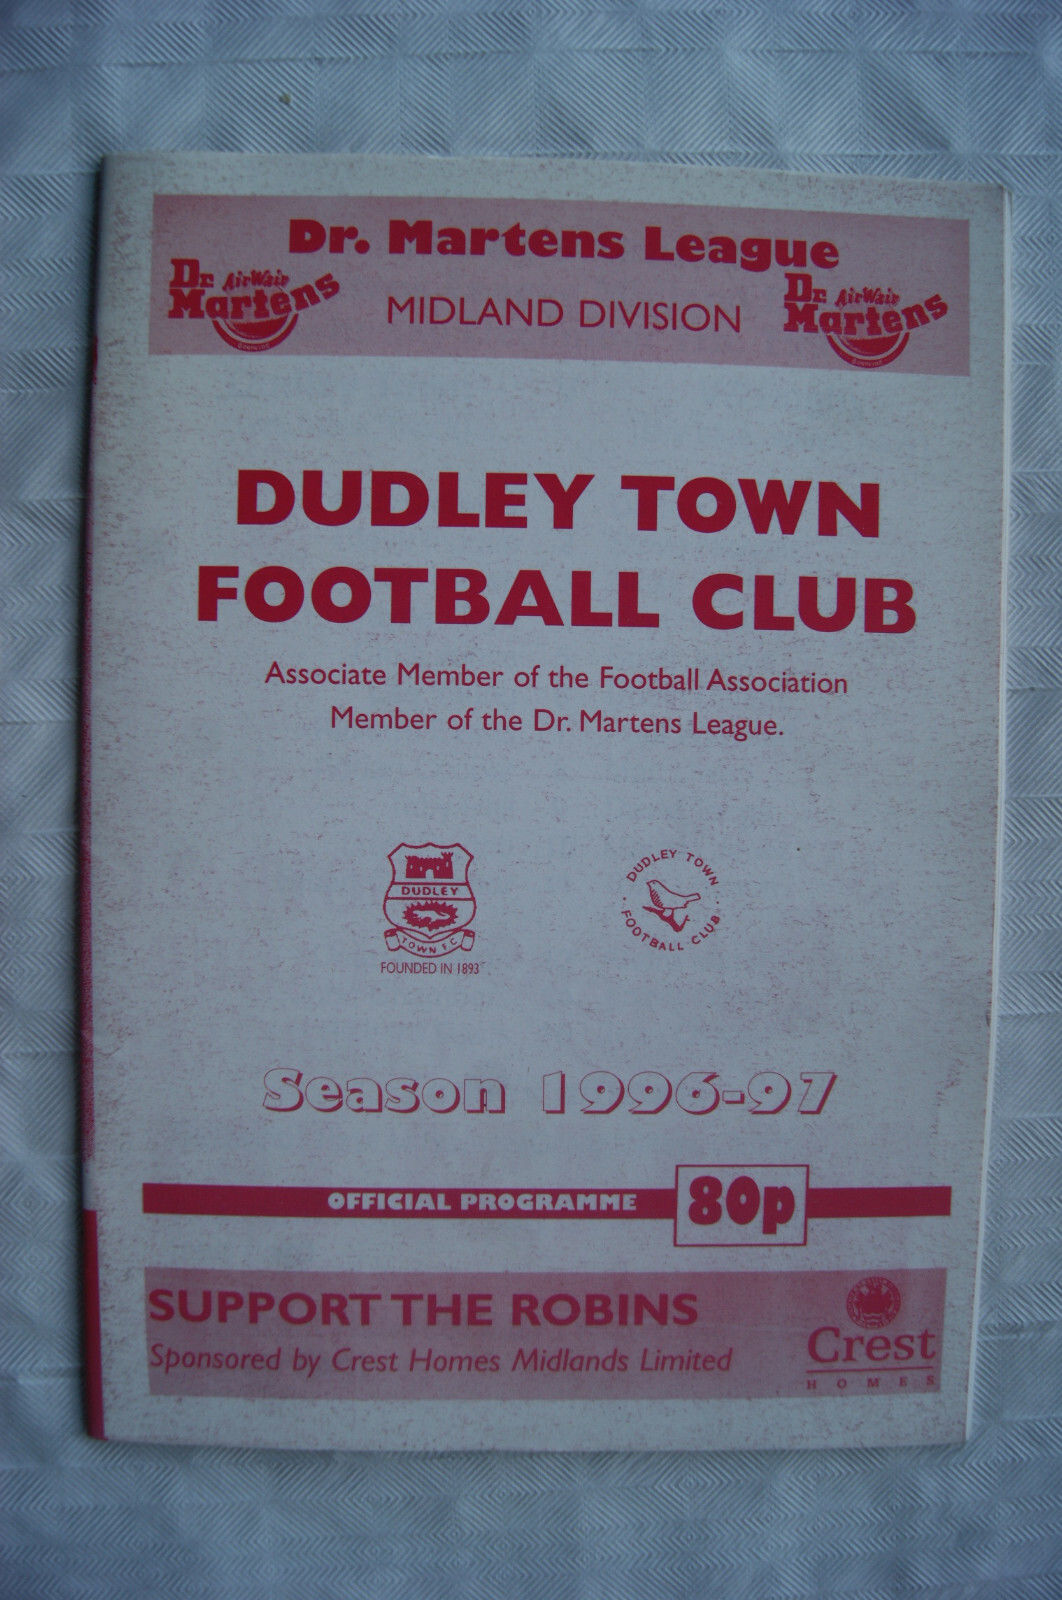 Dr. Martens League
MIDLAND DIVISION
Dr. AirWair
Martens
Dr. AirWair
Martens
DUDLEY TOWN
FOOTBALL CLUB
Associate Member of the Football Association
Member of the Dr. Martens League.
DUDLEY
TOWN F.C
FOUNDED IN 1893
DUDLEY TOWN
FOOTBALL CLUB
Season 1996-97
OFFICIAL PROGRAMME
80p
SUPPORT THE ROBINS
Sponsored by Crest Homes Midlands Limited
Crest
HOMES